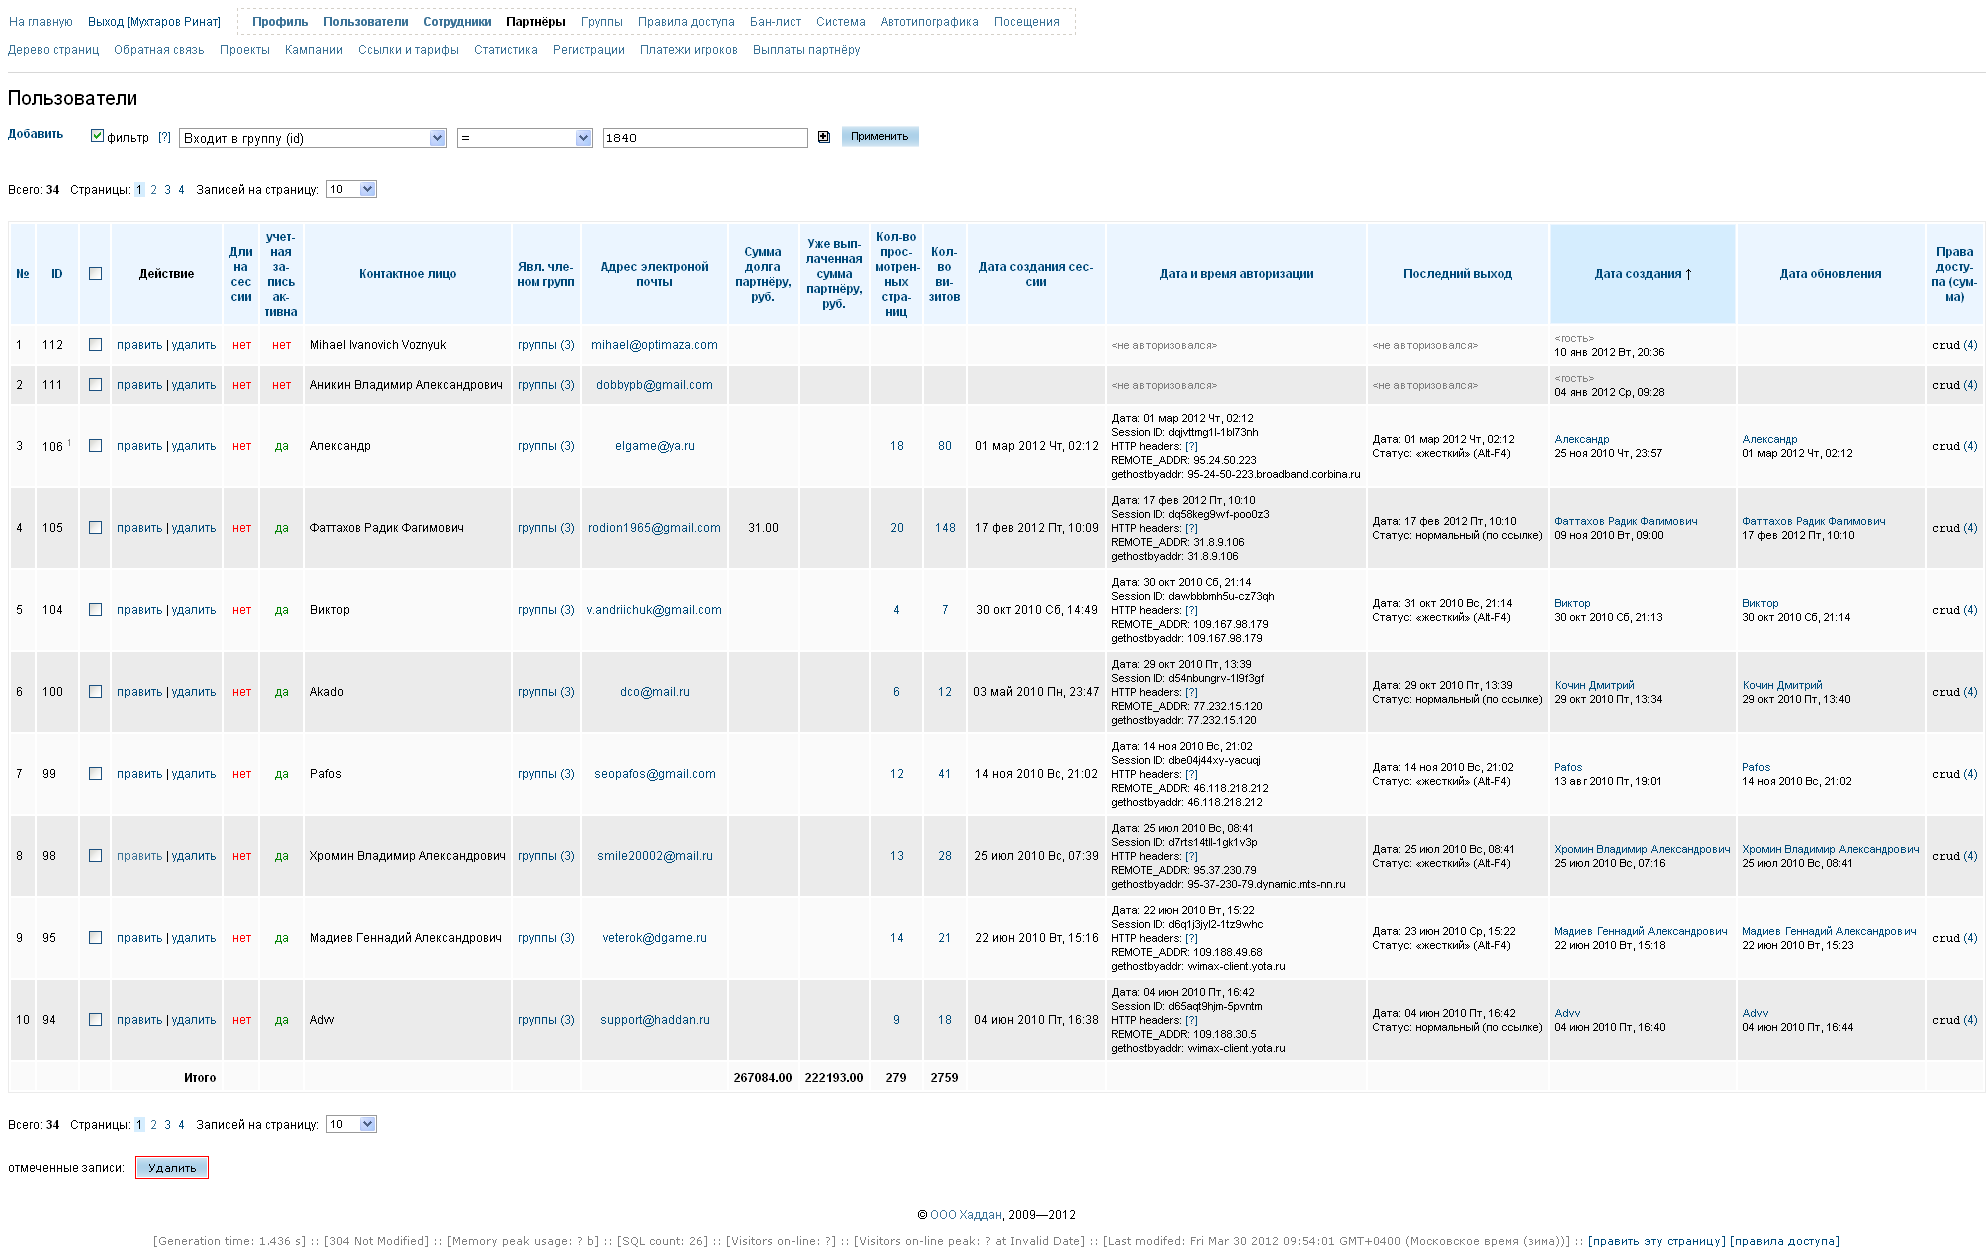 На главную Выход [Мухтаров Ринат] Профиль Пользователи Сотрудники Партнёры Группы Правила доступа Бан-лист Система Автотипографика Посещения
Дерево страниц Обратная связь Проекты Кампании Ссылки и тарифы Статистика Регистрации Платежи игроков Выплаты партнёру
Пользователи
Добавить фильтр [?] Входит в группу (id) = 1840 Применить
Всего: 34 Страницы: 1 2 3 4 Записей на страницу: 10
№ ID Действие Дли на сес сии учет- ная за- пись ак- тивна Контактное лицо Явл. чле- ном групп Адрес электроной почты Сумма долга партнёру, руб. Уже вып- лаченная сумма партнёру, руб. Кол-во прос- мотрен- ных стра- ниц Кол- во ви- зитов Дата создания сес- сии Дата и время авторизации Последний выход Дата создания ↑ Дата обновления Права досту- па (сум- ма)
1 112 править | удалить нет нет Mihael Ivanovich Voznyuk группы (3) mihael@optimaza.com <не авторизовался> <не авторизовался> <гость> 10 янв 2012 Вт, 20:36 crud (4)
2 111 править | удалить нет нет Аникин Владимир Александрович группы (3) dobbypb@gmail.com <не авторизовался> <не авторизовался> <гость> 04 янв 2012 Ср, 09:28 crud (4)
3 106 1 править | удалить нет да Александр группы (3) elgame@ya.ru 18 80 01 мар 2012 Чт, 02:12 Дата: 01 мар 2012 Чт, 02:12 Session ID: dqjvttmg1l-1bl73nh HTTP headers: [?] REMOTE_ADDR: 95.24.50.223 gethostbyaddr: 95-24-50-223.broadband.corbina.ru Дата: 01 мар 2012 Чт, 02:12 Статус: «жесткий» (Alt-F4) Александр 25 ноя 2010 Чт, 23:57 Александр 01 мар 2012 Чт, 02:12 crud (4)
4 105 править | удалить нет да Фаттахов Радик Фагимович группы (3) rodion1965@gmail.com 31.00 20 148 17 фев 2012 Пт, 10:09 Дата: 17 фев 2012 Пт, 10:10 Session ID: dq58keg9wf-poo0z3 HTTP headers: [?] REMOTE_ADDR: 31.8.9.106 gethostbyaddr: 31.8.9.106 Дата: 17 фев 2012 Пт, 10:10 Статус: нормальный (по ссылке) Фаттахов Радик Фагимович 09 ноя 2010 Вт, 09:00 Фаттахов Радик Фагимович 17 фев 2012 Пт, 10:10 crud (4)
5 104 править | удалить нет да Виктор группы (3) v.andriichuk@gmail.com 4 7 30 окт 2010 Сб, 14:49 Дата: 30 окт 2010 Сб, 21:14 Session ID: davvbbbmh5u-cz73qh HTTP headers: [?] REMOTE_ADDR: 109.167.98.179 gethostbyaddr: 109.167.98.179 Дата: 31 окт 2010 Вс, 21:14 Статус: «жесткий» (Alt-F4) Виктор 30 окт 2010 Сб, 21:13 Виктор 30 окт 2010 Сб, 21:14 crud (4)
6 100 править | удалить нет да Akado группы (3) dco@mail.ru 6 12 03 май 2010 Пн, 23:47 Дата: 29 окт 2010 Пт, 13:39 Session ID: d54nbungrv-1l9f3gf HTTP headers: [?] REMOTE_ADDR: 77.232.15.120 gethostbyaddr: 77.232.15.120 Дата: 29 окт 2010 Пт, 13:39 Статус: нормальный (по ссылке) Кочин Дмитрий 29 окт 2010 Пт, 13:34 Кочин Дмитрий 29 окт 2010 Пт, 13:40 crud (4)
7 99 править | удалить нет да Pafos группы (3) seopafos@gmail.com 12 41 14 ноя 2010 Вс, 21:02 Дата: 14 ноя 2010 Вс, 21:02 Session ID: dbe04j44xy-yacuqj HTTP headers: [?] REMOTE_ADDR: 46.118.218.212 gethostbyaddr: 46.118.218.212 Дата: 14 ноя 2010 Вс, 21:02 Статус: «жесткий» (Alt-F4) Pafos 13 авг 2010 Пт, 19:01 Pafos 14 ноя 2010 Вс, 21:02 crud (4)
8 98 править | удалить нет да Хромин Владимир Александрович группы (3) smile20002@mail.ru 13 28 25 июл 2010 Вс, 07:39 Дата: 25 июл 2010 Вс, 08:41 Session ID: d7rts14tll-1gk1v3p HTTP headers: [?] REMOTE_ADDR: 95.37.230.79 gethostbyaddr: 95-37-230-79.dynamic.mts-nn.ru Дата: 25 июл 2010 Вс, 08:41 Статус: «жесткий» (Alt-F4) Хромин Владимир Александрович 25 июл 2010 Вс, 07:16 Хромин Владимир Александрович 25 июл 2010 Вс, 08:41 crud (4)
9 95 править | удалить нет да Мадиев Геннадий Александрович группы (3) veterok@dgame.ru 14 21 22 июн 2010 Вт, 15:16 Дата: 22 июн 2010 Вт, 15:22 Session ID: d6q1j3jyl2-1tz9whc HTTP headers: [?] REMOTE_ADDR: 109.188.49.68 gethostbyaddr: wimax-client.yota.ru Дата: 23 июн 2010 Ср, 15:22 Статус: «жесткий» (Alt-F4) Мадиев Геннадий Александрович 22 июн 2010 Вт, 15:18 Мадиев Геннадий Александрович 22 июн 2010 Вт, 15:23 crud (4)
10 94 править | удалить нет да Advv группы (3) support@haddan.ru 9 18 04 июн 2010 Пт, 16:38 Дата: 04 июн 2010 Пт, 16:42 Session ID: d65aqt9hjm-5pvntm HTTP headers: [?] REMOTE_ADDR: 109.188.30.5 gethostbyaddr: wimax-client.yota.ru Дата: 04 июн 2010 Пт, 16:42 Статус: нормальный (по ссылке) Advv 04 июн 2010 Пт, 16:40 Advv 04 июн 2010 Пт, 16:44 crud (4)
Итого 267084.00 222193.00 279 2759
Всего: 34 Страницы: 1 2 3 4 Записей на страницу: 10
отмеченные записи: Удалить
© ООО Хаддан, 2009—2012
[Generation time: 1.436 s] :: [304 Not Modified] :: [Memory peak usage: ? b] :: [SQL count: 26] :: [Visitors on-line: ?] :: [Visitors on-line peak: ? at Invalid Date] :: [Last modifed: Fri Mar 30 2012 09:54:01 GMT+0400 (Московское время (зима))] :: [править эту страницу] [правила доступа]